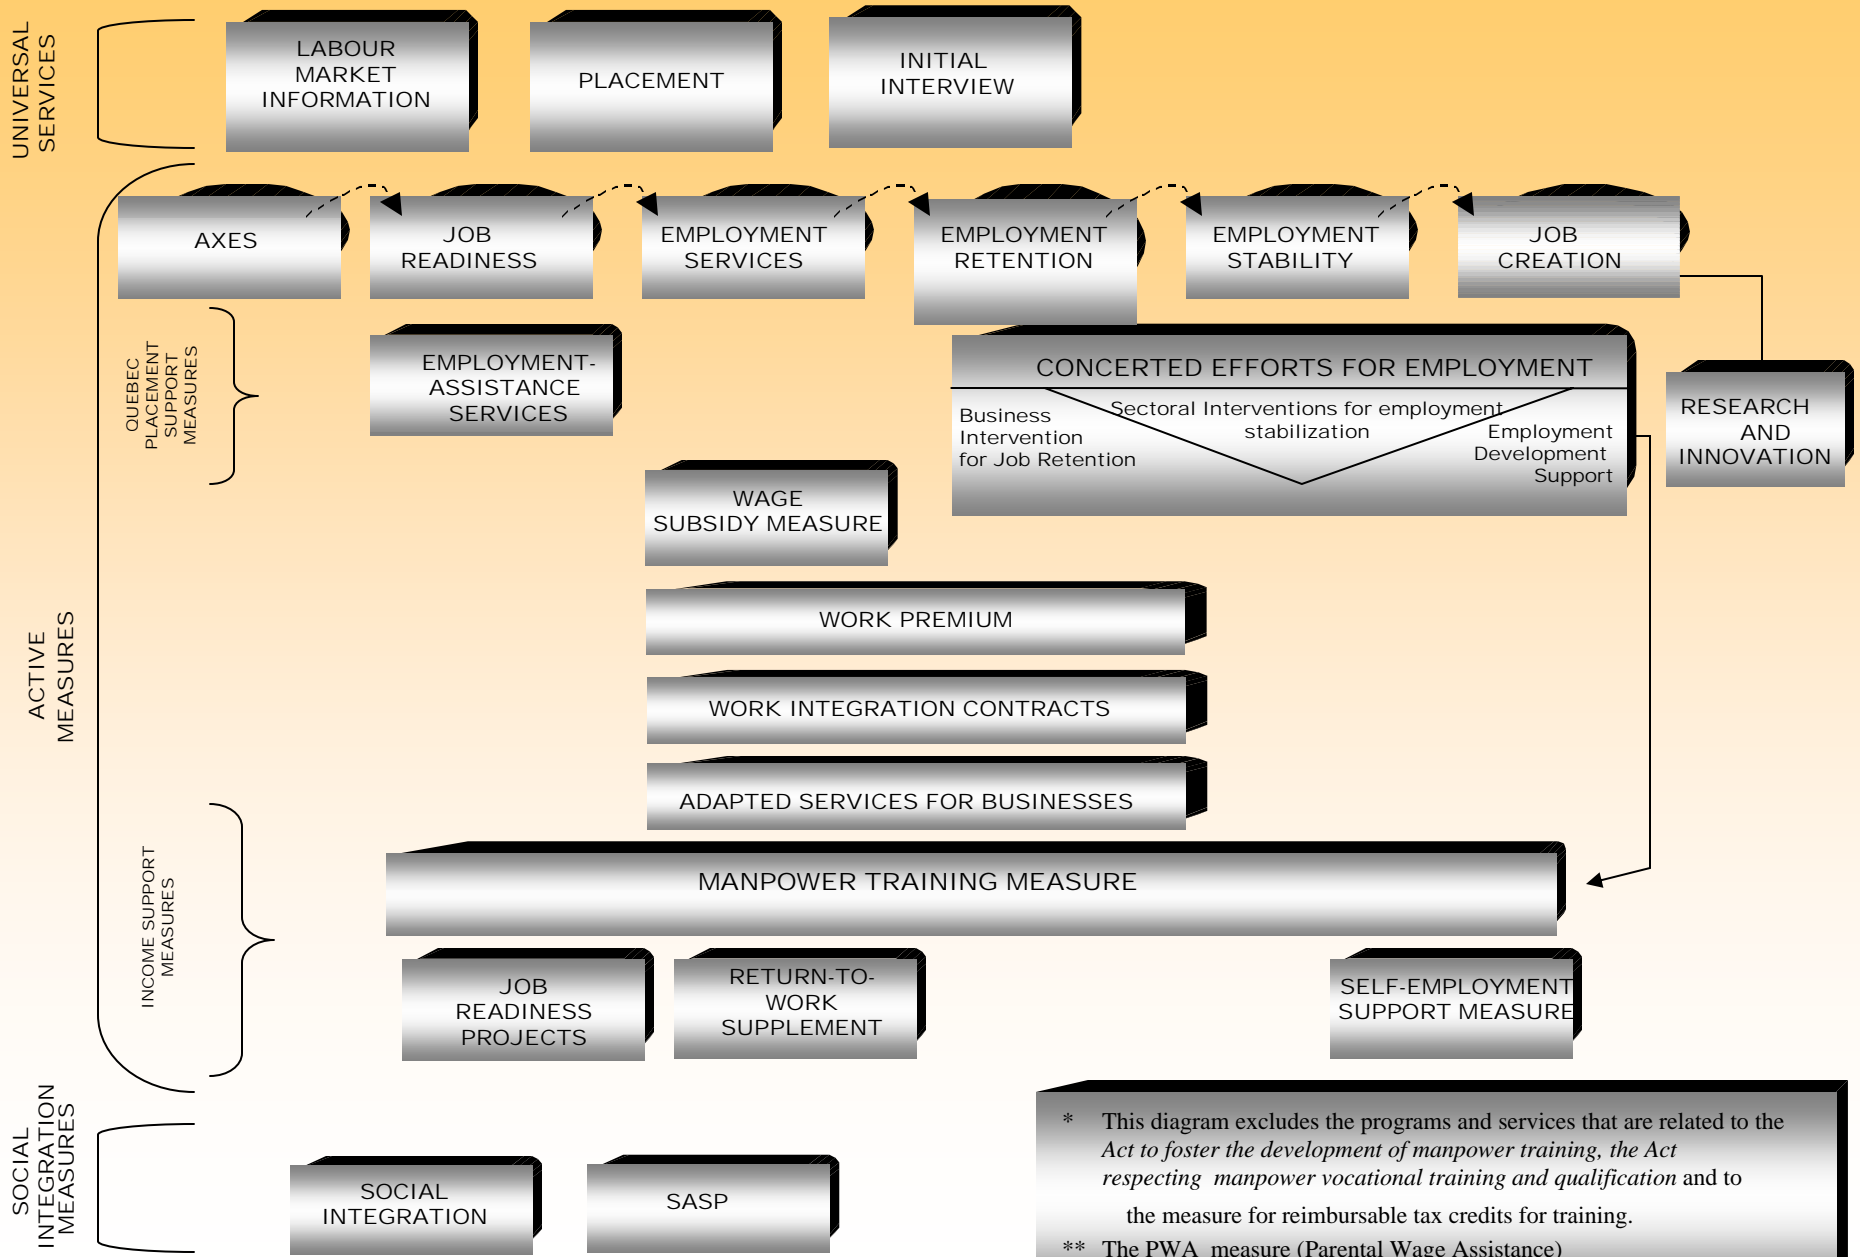 UNIVERSAL
SERVICES
LABOUR
MARKET
INFORMATION
PLACEMENT
INITIAL
INTERVIEW
ACTIVE
MEASURES
AXES
JOB
READINESS
EMPLOYMENT
SERVICES
EMPLOYMENT
RETENTION
EMPLOYMENT
STABILITY
JOB
CREATION
QUEBEC
PLACEMENT
SUPPORT
MEASURES
EMPLOYMENT-
ASSISTANCE
SERVICES
CONCERTED EFFORTS FOR EMPLOYMENT
Business
Intervention
for Job Retention
Sectoral Interventions for employment
stabilization
Employment
Development
Support
RESEARCH
AND
INNOVATION
WAGE
SUBSIDY MEASURE
WORK PREMIUM
WORK INTEGRATION CONTRACTS
ADAPTED SERVICES FOR BUSINESSES
INCOME SUPPORT
MEASURES
MANPOWER TRAINING MEASURE
JOB
READINESS
PROJECTS
RETURN-TO-
WORK
SUPPLEMENT
SELF-EMPLOYMENT
SUPPORT MEASURE
SOCIAL
INTEGRATION
MEASURES
SOCIAL
INTEGRATION
SASP
* This diagram excludes the programs and services that are related to the
Act to foster the development of manpower training, the Act
respecting manpower vocational training and qualification and to
the measure for reimbursable tax credits for training.
** The PWA measure (Parental Wage Assistance)